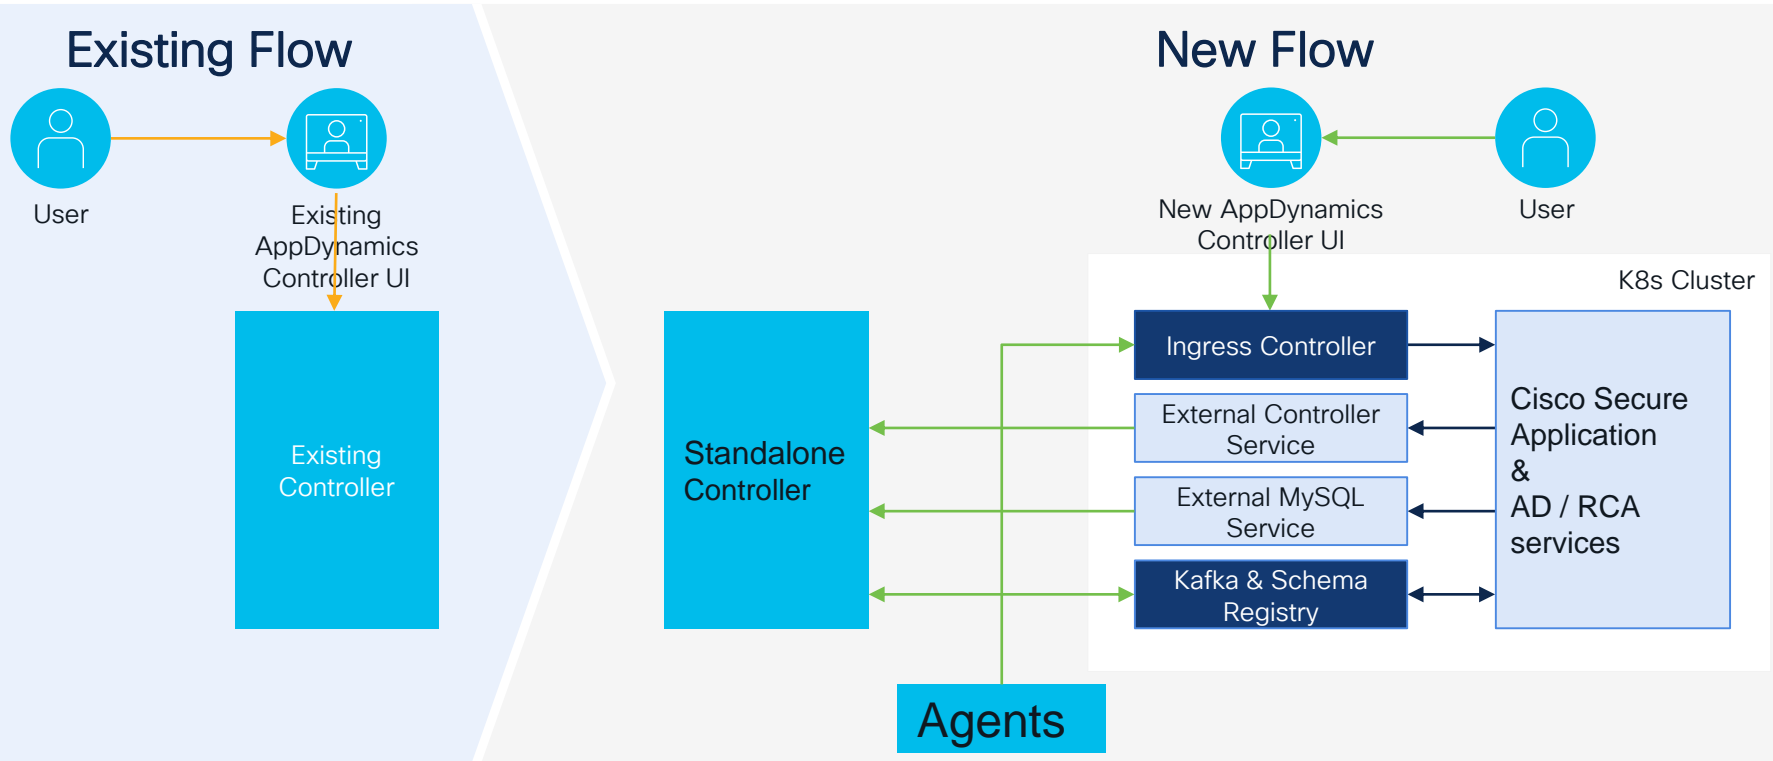 Existing Flow
User
Existing
AppDynamics
Controller UI
Existing
Controller
New Flow
New AppDynamics
Controller UI
User
K8s Cluster
Standalone
Controller
Ingress Controller
External Controller
Service
External MySQL
Service
Kafka & Schema
Registry
Cisco Secure
Application
&
AD / RCA
services
Agents